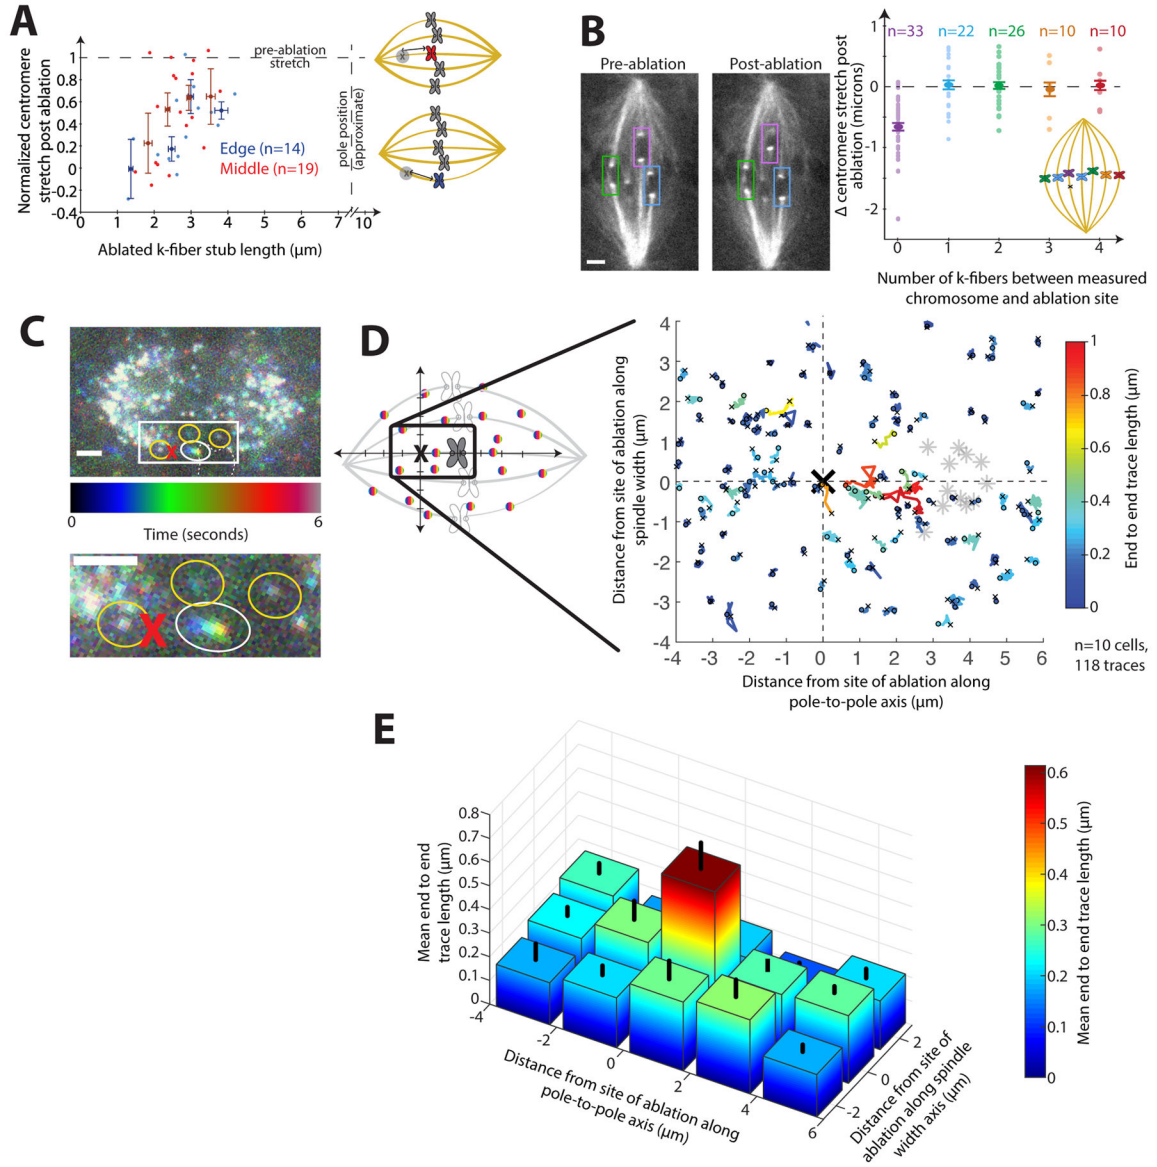 A
Normalized centromere
stretch post ablation
1
0.8
0.6
0.4
0.2
0
-0.2
-0.4
pre-ablation
stretch
pole position
(approximate)
Edge (n=14)
Middle (n=19)
0 1 2 3 4 5 6 7 10
Ablated k-fiber stub length (μm)
B
Pre-ablation
Post-ablation
Δ centromere stretch post
ablation (microns)
1
0
-1
-2
n=33 n=22 n=26 n=10 n=10
0 1 2 3 4
Number of k-fibers between measured
chromosome and ablation site
C
X
0 6
Time (seconds)
X
D
X
Distance from site of ablation along
spindle width (μm)
4
3
2
1
0
-1
-2
-3
-4
-4 -3 -2 -1 0 1 2 3 4 5 6
Distance from site of ablation along
pole-to-pole axis (μm)
1
0.8
0.6
0.4
0.2
0
End to end trace length (μm)
n=10 cells,
118 traces
E
Mean end to end
trace length (μm)
0.8
0.7
0.6
0.5
0.4
0.3
0.2
0.1
0
-4
-2
0
2
4
6
Distance from site of ablation along
pole-to-pole axis (μm)
-2
0
2
Distance from site of
ablation along spindle
width axis (μm)
0.6
0.5
0.4
0.3
0.2
0.1
0
Mean end to end trace length (μm)